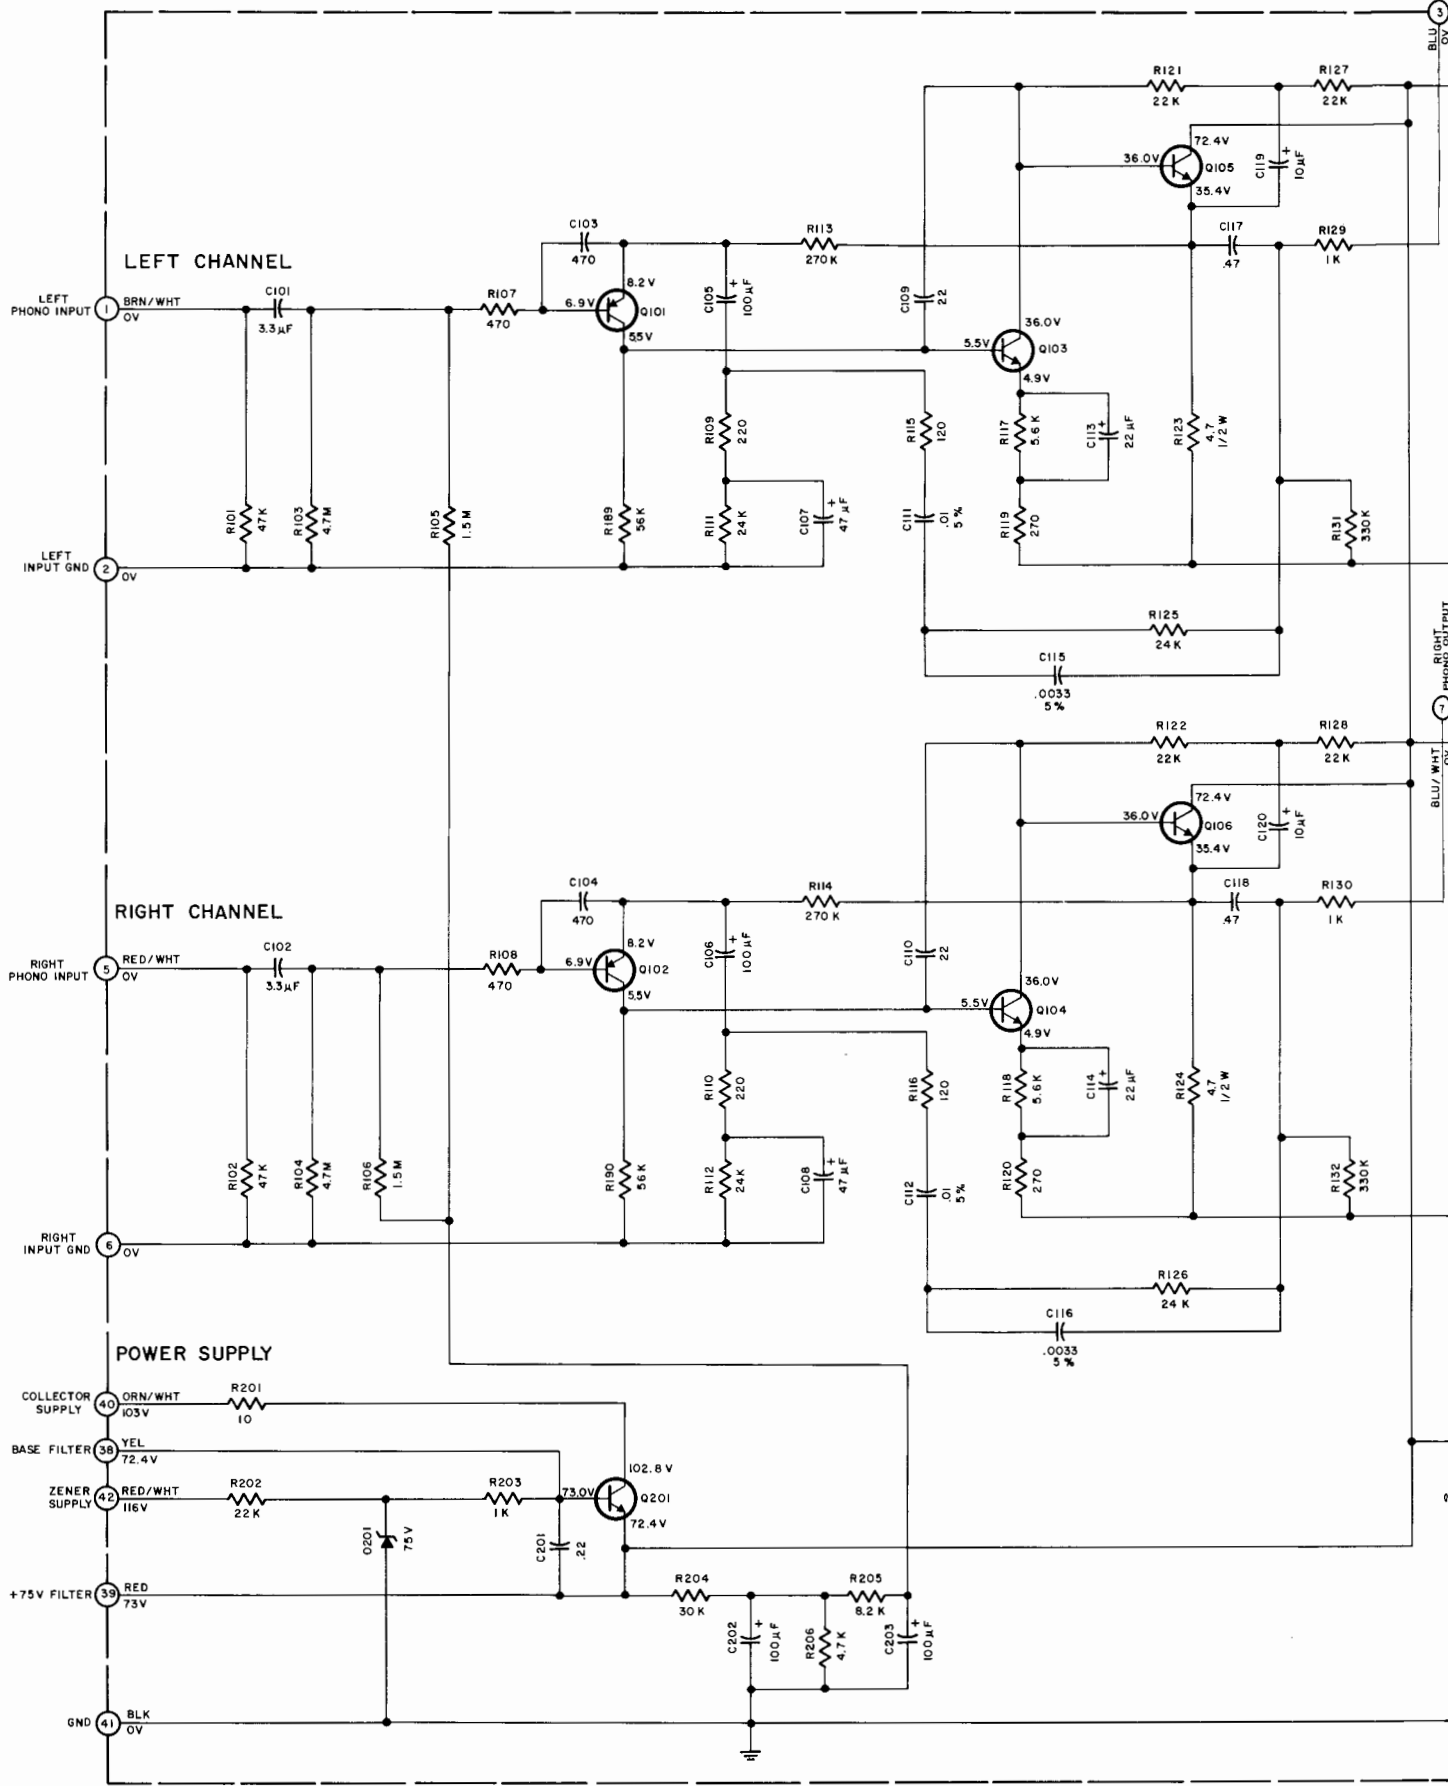 3
BLU
0V
R121
22K
R127
22K
72.4V
36.0V
Q105
35.4V
C119
10µF
+
LEFT CHANNEL
C103
470
R113
270K
C117
.47
R129
1K
LEFT
PHONO INPUT
1
BRN/WHT
0V
C101
3.3µF
R107
470
8.2V
6.9V
Q101
5.5V
C105
100µF
+
C109
22
36.0V
5.5V
Q103
4.9V
R109
220
R115
120
R117
5.6K
C113
22µF
+
R123
4.7
1/2W
R101
47K
R103
4.7M
R105
1.5M
R189
56K
R111
24K
C107
47µF
+
C111
.01
5%
R119
270
R131
330K
LEFT
INPUT GND
2
0V
R125
24K
C115
.0033
5%
RIGHT
PHONO OUTPUT
7
BLU/WHT
0V
R122
22K
R128
22K
72.4V
36.0V
Q106
35.4V
C120
10µF
+
RIGHT CHANNEL
C104
470
R114
270K
C118
.47
R130
1K
RIGHT
PHONO INPUT
5
RED/WHT
0V
C102
3.3µF
R108
470
8.2V
6.9V
Q102
5.5V
C106
100µF
+
C110
22
36.0V
5.5V
Q104
4.9V
R110
220
R116
120
R118
5.6K
C114
22µF
+
R124
4.7
1/2W
R102
47K
R104
4.7M
R106
1.5M
R190
56K
R112
24K
C108
47µF
+
C112
.01
5%
R120
270
R132
330K
RIGHT
INPUT GND
6
0V
R126
24K
C116
.0033
5%
POWER SUPPLY
COLLECTOR
SUPPLY
40
ORN/WHT
103V
R201
10
BASE FILTER
38
YEL
72.4V
102.8V
ZENER
SUPPLY
42
RED/WHT
116V
R202
22K
R203
1K
73.0V
Q201
72.4V
D201
75V
C201
.22
+75V FILTER
39
RED
73V
R204
30K
R205
8.2K
C202
100µF
+
R206
4.7K
C203
100µF
+
GND
41
BLK
0V